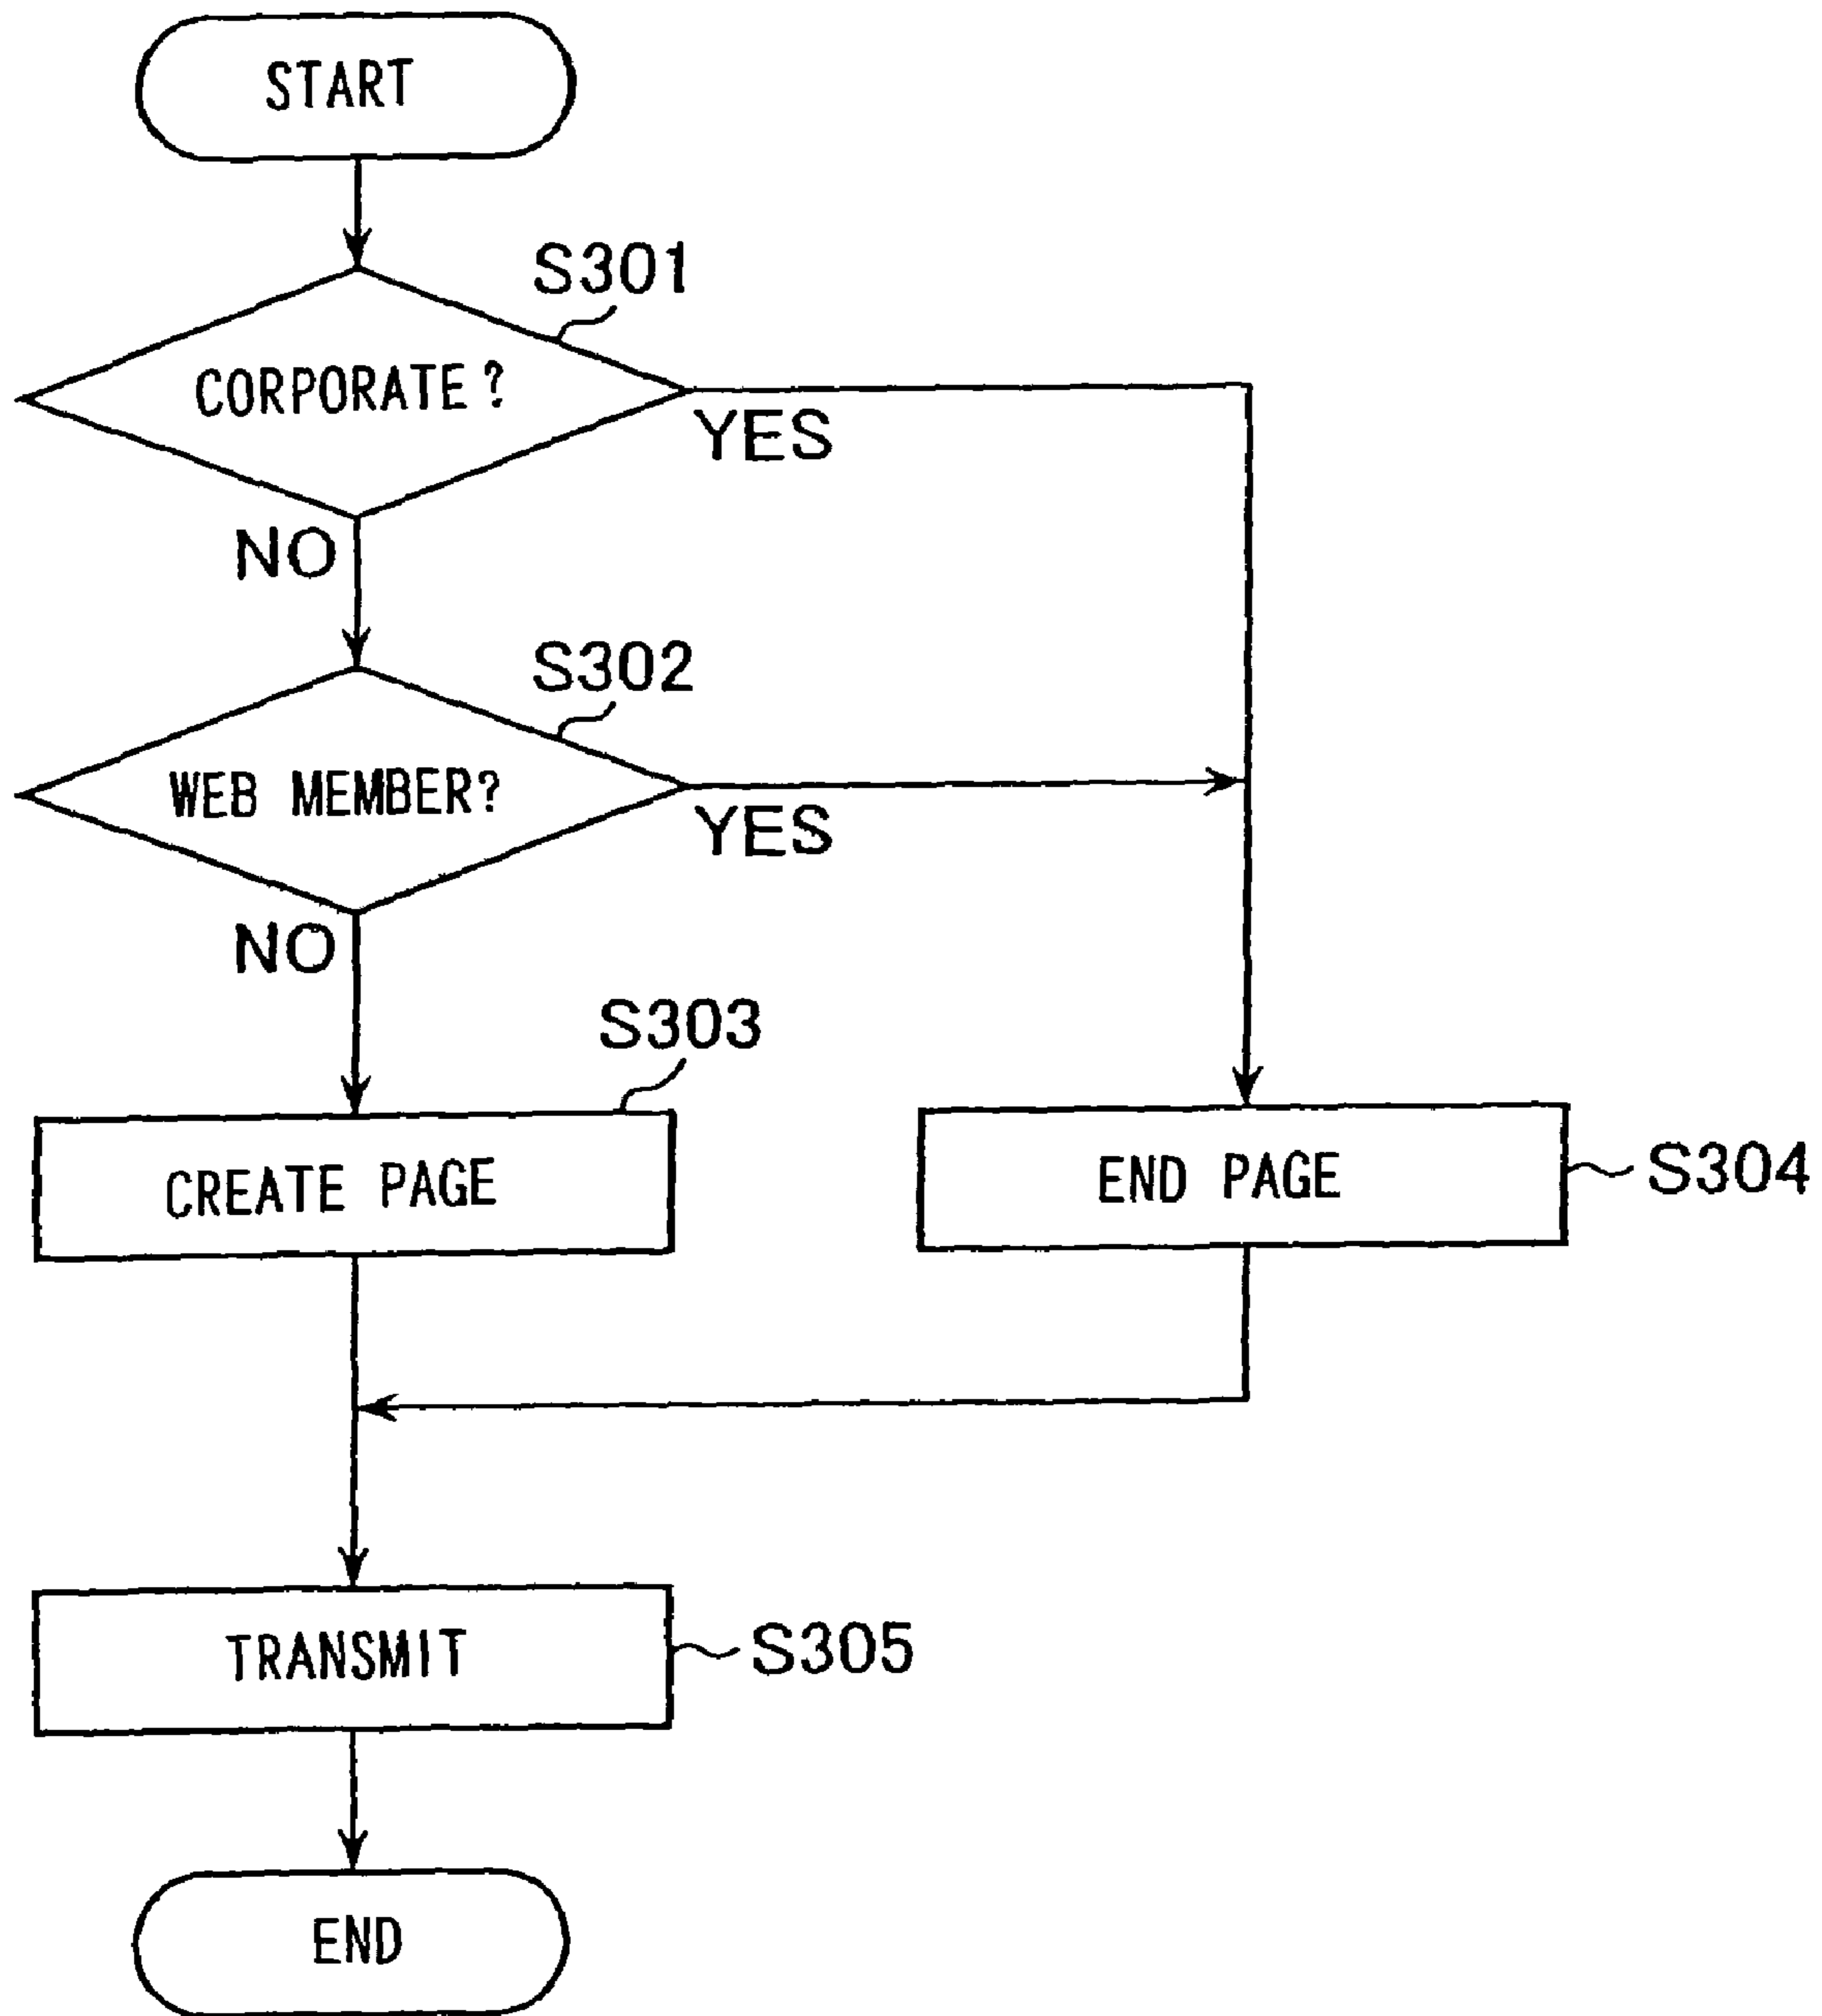 START
S301
CORPORATE?
YES
NO
S302
WEB MEMBER?
YES
NO
S303
CREATE PAGE
END PAGE
S304
TRANSMIT
S305
END